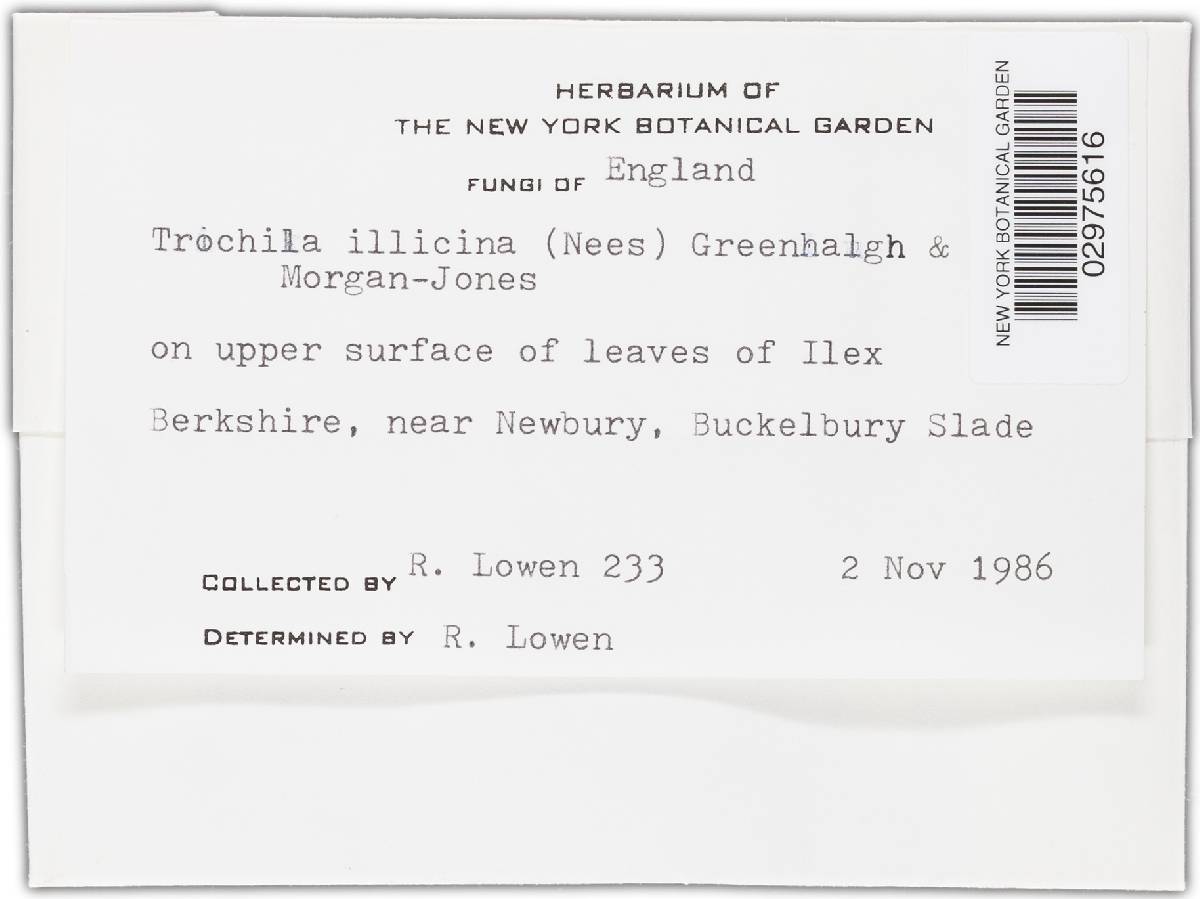 HERBARIUM OF
THE NEW YORK BOTANICAL GARDEN
FUNGI OF England
Trochila illicina (Nees) Greenhalgh &
Morgan-Jones
on upper surface of leaves of Ilex
Berkshire, near Newbury, Buckelbury Slade
COLLECTED BY R. Lowen 233 2 Nov 1986
DETERMINED BY R. Lowen
NEW YORK BOTANICAL GARDEN
02975616